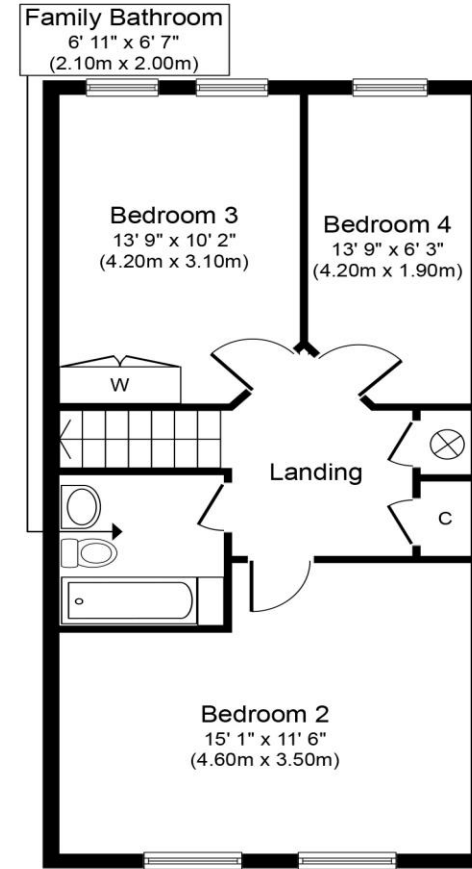 Family Bathroom
6' 11" x 6' 7"
(2.10m x 2.00m)
Bedroom 3
13' 9" x 10' 2"
(4.20m x 3.10m)
Bedroom 4
13' 9" x 6' 3"
(4.20m x 1.90m)
W
Landing
C
Bedroom 2
15' 1" x 11' 6"
(4.60m x 3.50m)